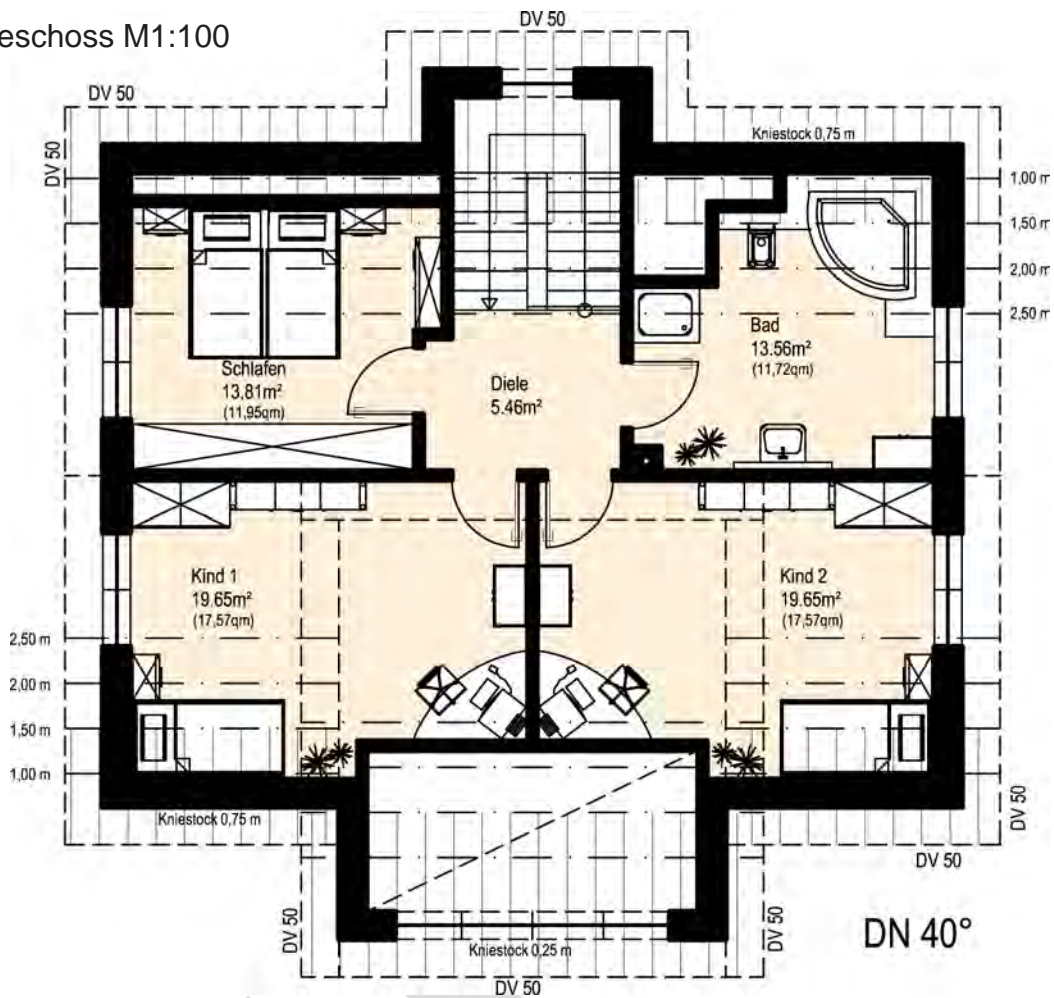 eschoss M1:100
DV 50
DV 50
DV 50
Kniestock 0,75 m
1,00 m
1,50 m
2,00 m
2,50 m
Schlafen
13,81m²
(11,95qm)
Diele
5.46m²
Bad
13.56m²
(11,72qm)
Kind 1
19.65m²
(17,57qm)
Kind 2
19.65m²
(17,57qm)
2,50 m
2,00 m
1,50 m
1,00 m
Kniestock 0,75 m
DV 50
DV 50
DV 50
DV 50
Kniestock 0,25 m
DN 40°
DV 50